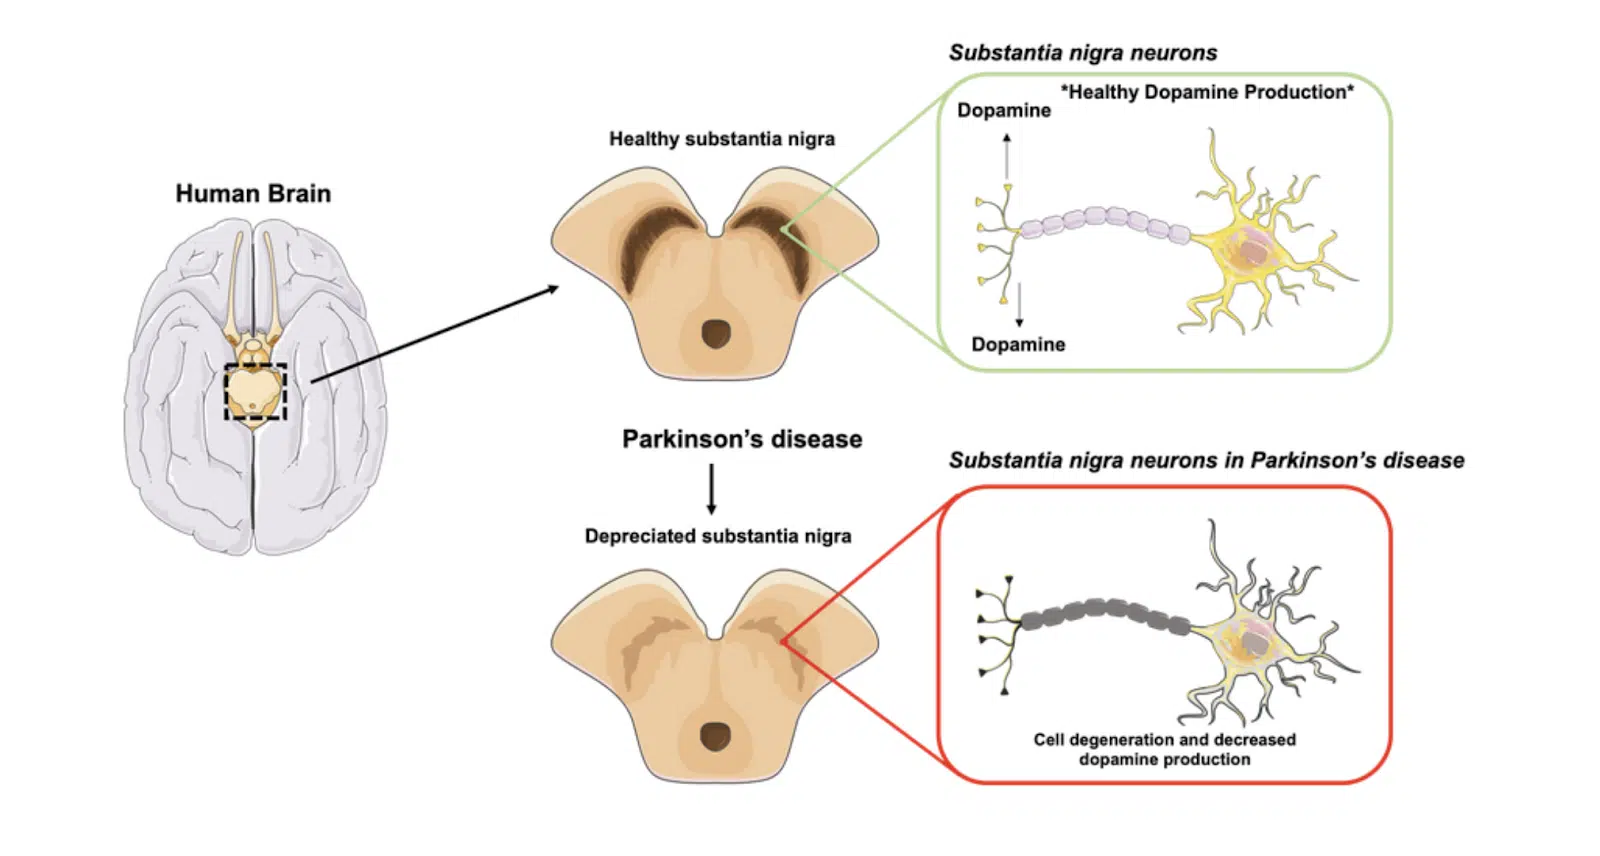 Human Brain
Healthy substantia nigra
Substantia nigra neurons
*Healthy Dopamine Production*
Dopamine
Dopamine
Parkinson’s disease
Depreciated substantia nigra
Substantia nigra neurons in Parkinson’s disease
Cell degeneration and decreased
dopamine production